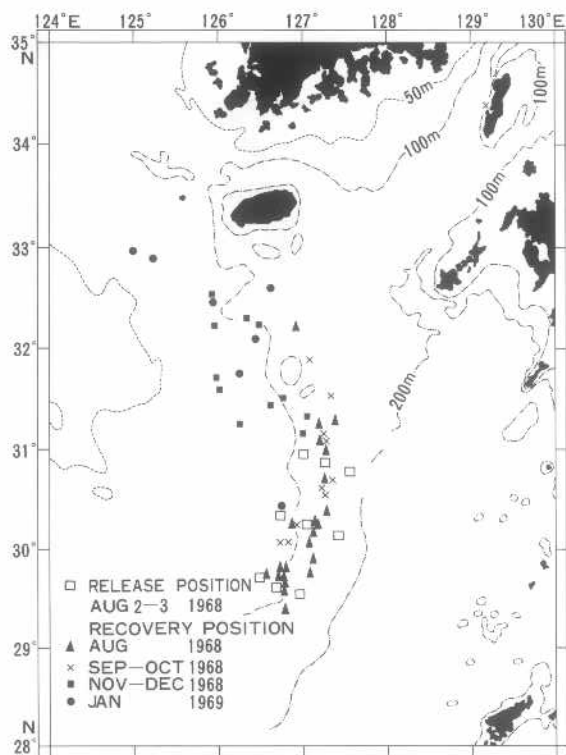 124°E 125° 126° 127° 128° 129° 130°E
35°
N
50m
100m
100m
34°
100m
33°
32°
200m
31°
30°
□ RELEASE POSITION
AUG 2–3 1968
RECOVERY POSITION
▲ AUG 1968
× SEP–OCT 1968
■ NOV–DEC 1968
● JAN 1969
29°
N
28°